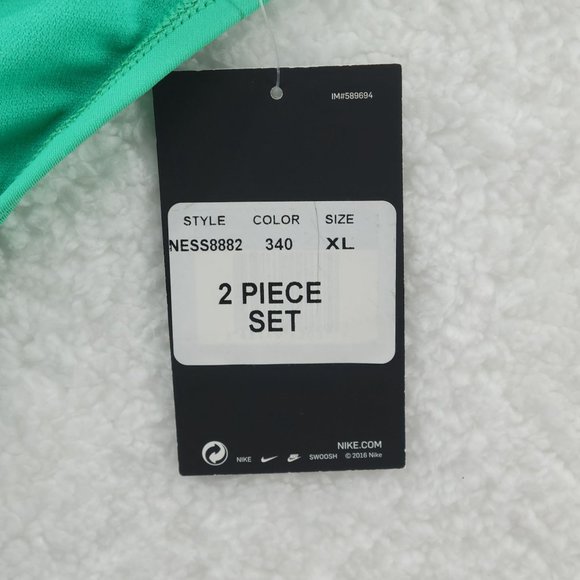 IM#589694
STYLE COLOR SIZE
NESS8882 340 XL
2 PIECE
SET
NIKE.COM
NIKE SWOOSH © 2016 Nike